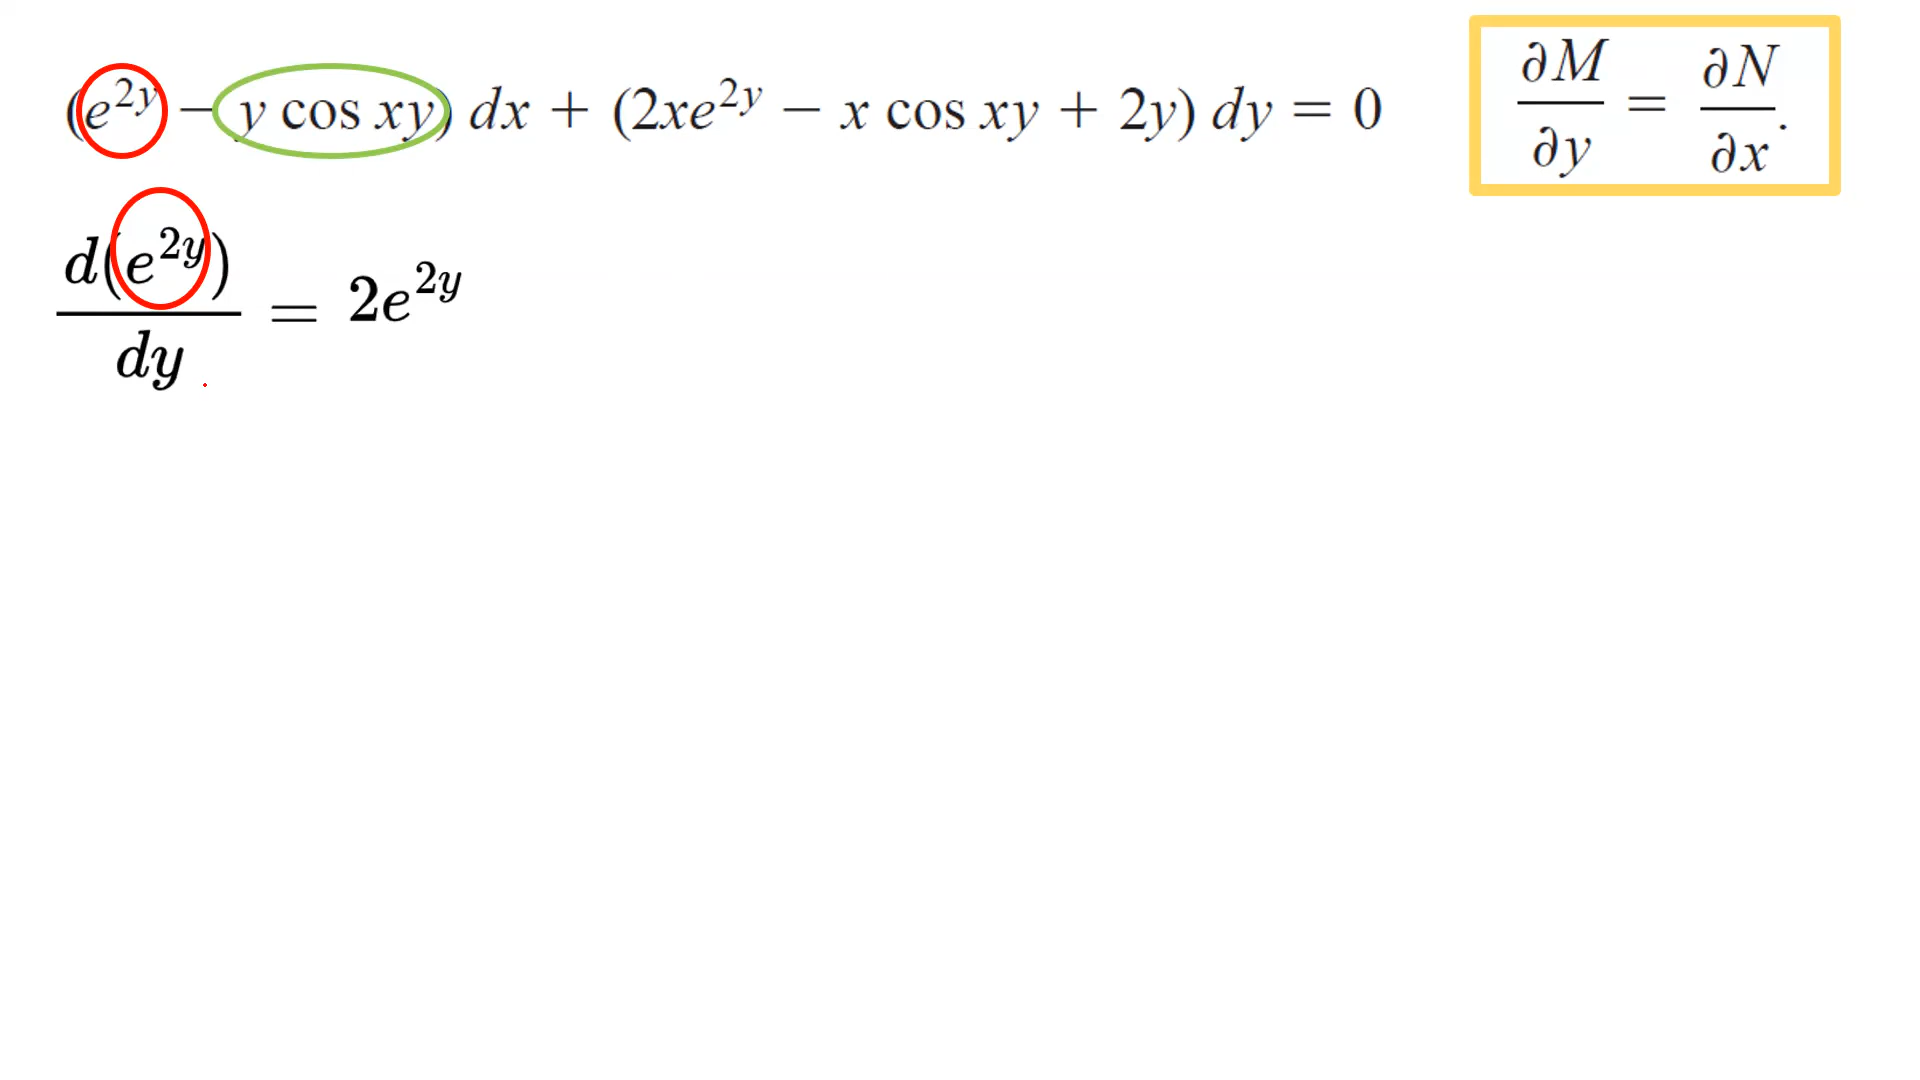 (e^{2y} − y cos xy) dx + (2xe^{2y} − x cos xy + 2y) dy = 0
∂M/∂y = ∂N/∂x.
d(e^{2y})/dy = 2e^{2y}